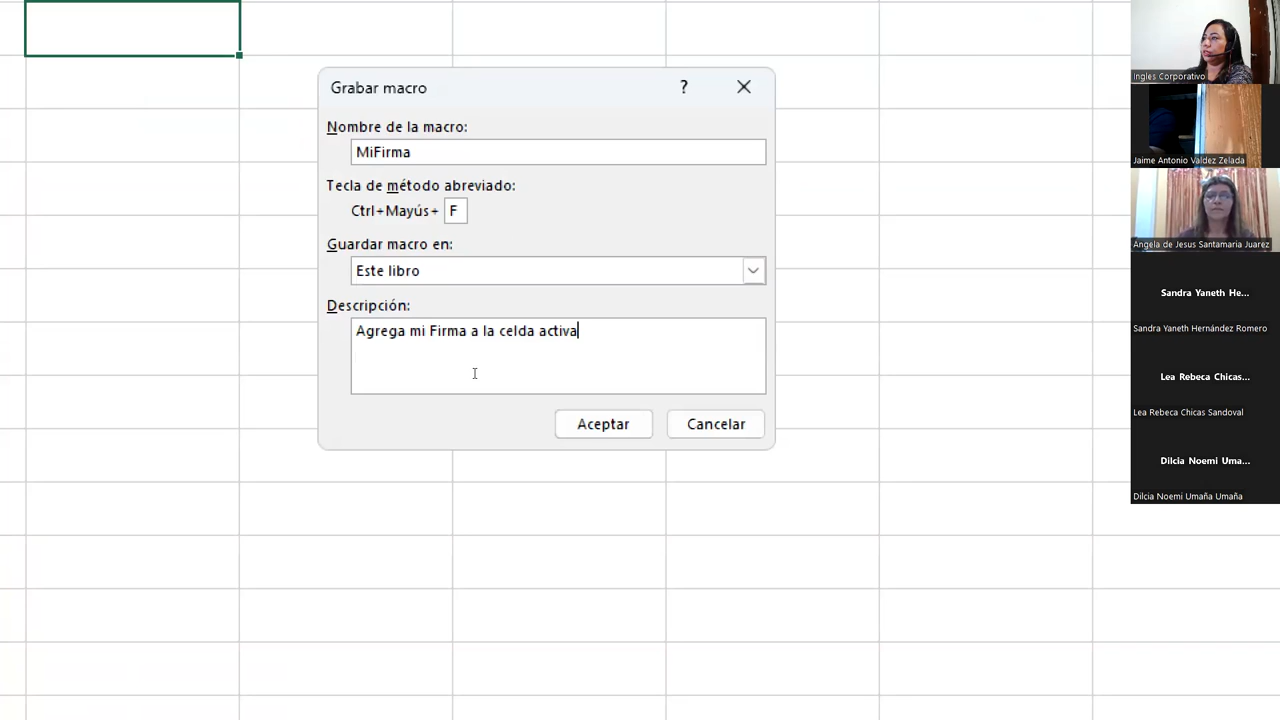 Grabar macro
?
Nombre de la macro:
MiFirma
Tecla de método abreviado:
Ctrl+Mayús+ F
Guardar macro en:
Este libro
Descripción:
Agrega mi Firma a la celda activa
Aceptar
Cancelar
Ingles Corporativo
Jaime Antonio Valdez Zelada
Angela de Jesus Santamaria Juarez
Sandra Yaneth He...
Sandra Yaneth Hernández Romero
Lea Rebeca Chicas...
Lea Rebeca Chicas Sandoval
Dilcia Noemi Uma...
Dilcia Noemi Umaña Umaña